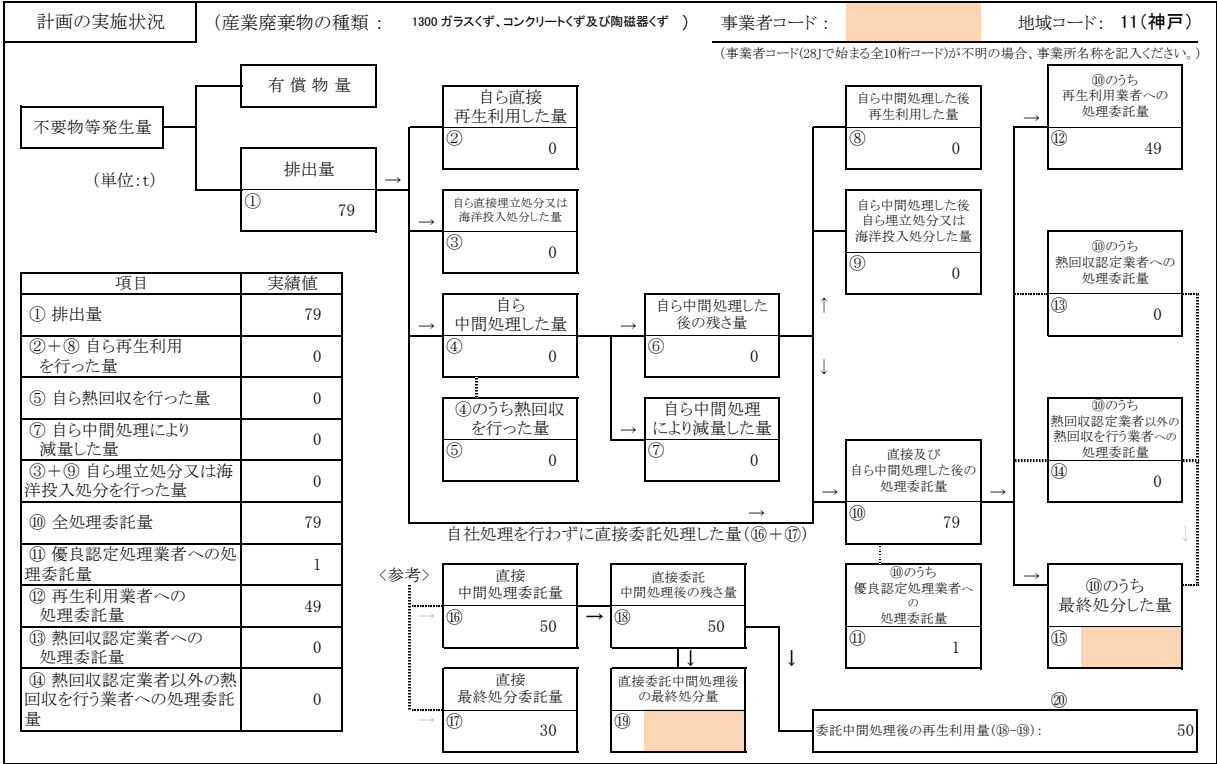 計画の実施状況
(産業廃棄物の種類 : 1300 ガラスくず、コンクリートくず及び陶磁器くず )
事業者コード :
地域コード: 11(神戸)
(事業者コード(28Jで始まる全10桁コード)が不明の場合、事業所名称を記入ください。)
不要物等発生量
(単位:t)
有 償 物 量
排出量
① 79
→
自ら直接
再生利用した量
② 0
→
自ら直接埋立処分又は
海洋投入処分した量
③ 0
→
自ら
中間処理した量
④ 0
④のうち熱回収
を行った量
⑤ 0
→
自ら中間処理した
後の残さ量
⑥ 0
→
自ら中間処理
により減量した量
⑦ 0
自ら中間処理した後
再生利用した量
⑧ 0
自ら中間処理した後
自ら埋立処分又は
海洋投入処分した量
⑨ 0
↑
↓
→
直接及び
自ら中間処理した後の
処理委託量
⑩ 79
→
⑩のうち
優良認定処理業者へ
の
処理委託量
⑪ 1
→
⑩のうち
再生利用業者への
処理委託量
⑫ 49
⑩のうち
熱回収認定業者への
処理委託量
⑬ 0
⑩のうち
熱回収認定業者以外の
熱回収を行う業者への
処理委託量
⑭ 0
↓
→
⑩のうち
最終処分した量
⑮
項目 実績値
① 排出量 79
②+⑧ 自ら再生利用
を行った量 0
⑤ 自ら熱回収を行った量 0
⑦ 自ら中間処理により
減量した量 0
③+⑨ 自ら埋立処分又は海
洋投入処分を行った量 0
⑩ 全処理委託量 79
⑪ 優良認定処理業者への処
理委託量 1
⑫ 再生利用業者への
処理委託量 49
⑬ 熱回収認定業者への
処理委託量 0
⑭ 熱回収認定業者以外の熱
回収を行う業者への処理委託
量 0
→
自社処理を行わずに直接委託処理した量(⑯+⑰)
〈参考〉
→
直接
中間処理委託量
⑯ 50
→
直接委託
中間処理後の残さ量
⑱ 50
↓
↓
→
直接
最終処分委託量
⑰ 30
直接委託中間処理後
の最終処分量
⑲
⑳
委託中間処理後の再生利用量(⑱-⑲) : 50